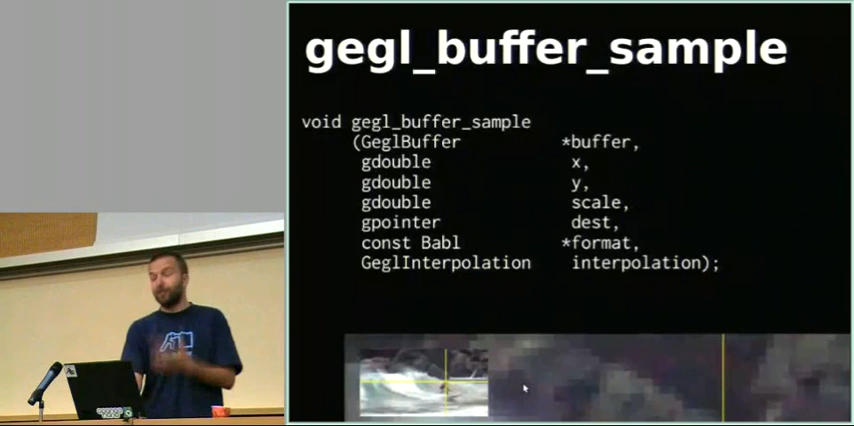 gegl_buffer_sample
void gegl_buffer_sample
(GeglBuffer *buffer,
gdouble x,
gdouble y,
gdouble scale,
gpointer dest,
const Babl *format,
GeglInterpolation interpolation);